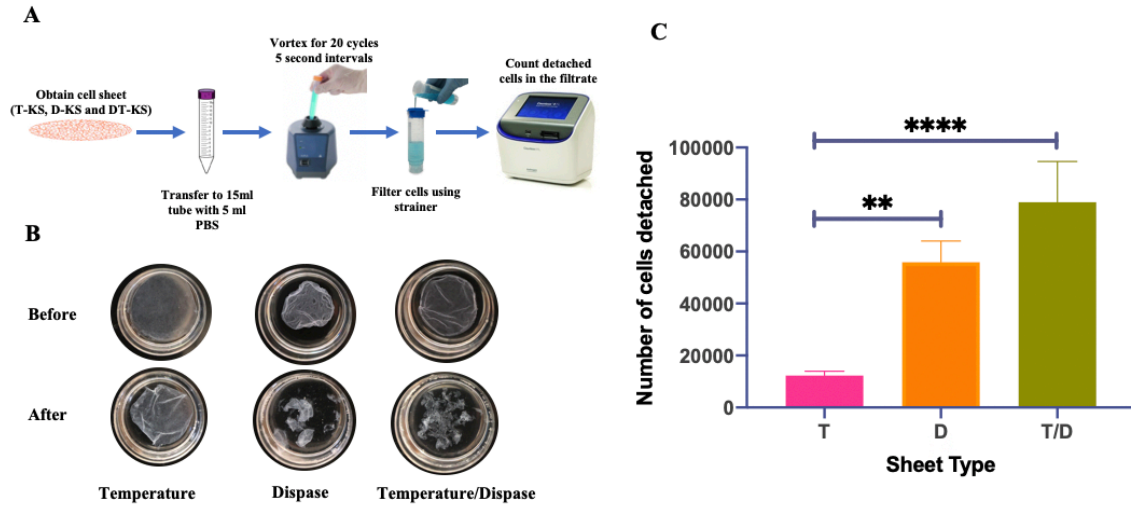 A
Obtain cell sheet
(T-KS, D-KS and DT-KS)
Transfer to 15ml
tube with 5 ml
PBS
Vortex for 20 cycles
5 second intervals
Filter cells using
strainer
Count detached
cells in the filtrate
B
Before
After
Temperature
Dispase
Temperature/Dispase
C
Number of cells detached
100000
80000
60000
40000
20000
0
****
**
T
D
T/D
Sheet Type